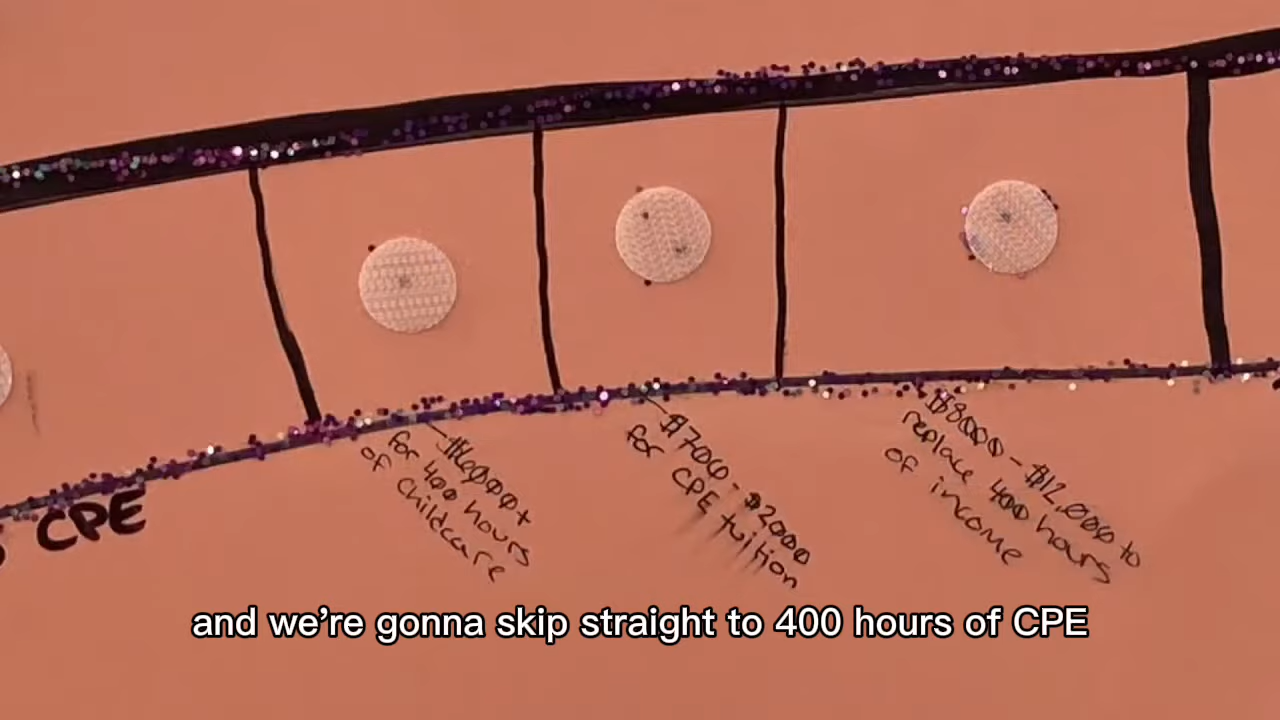 CPE
$6000+
for 400 hours
of
childcare
$700 - $2000
for CPE tuition
$8000 - $12,000 to
replace 400 hours
of income
and we're gonna skip straight to 400 hours of CPE